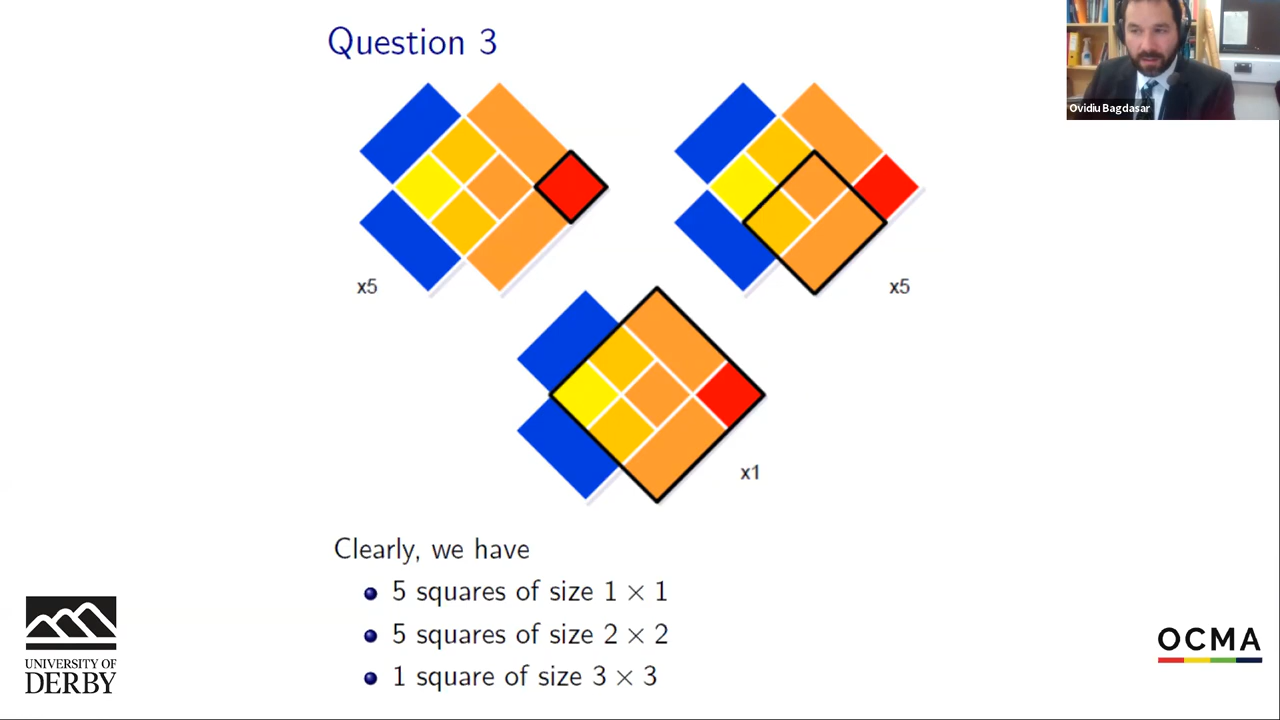 Question 3
Ovidiu Bagdasar
x5
x5
x1
Clearly, we have
5 squares of size 1 × 1
5 squares of size 2 × 2
1 square of size 3 × 3
UNIVERSITY OF
DERBY
OCMA